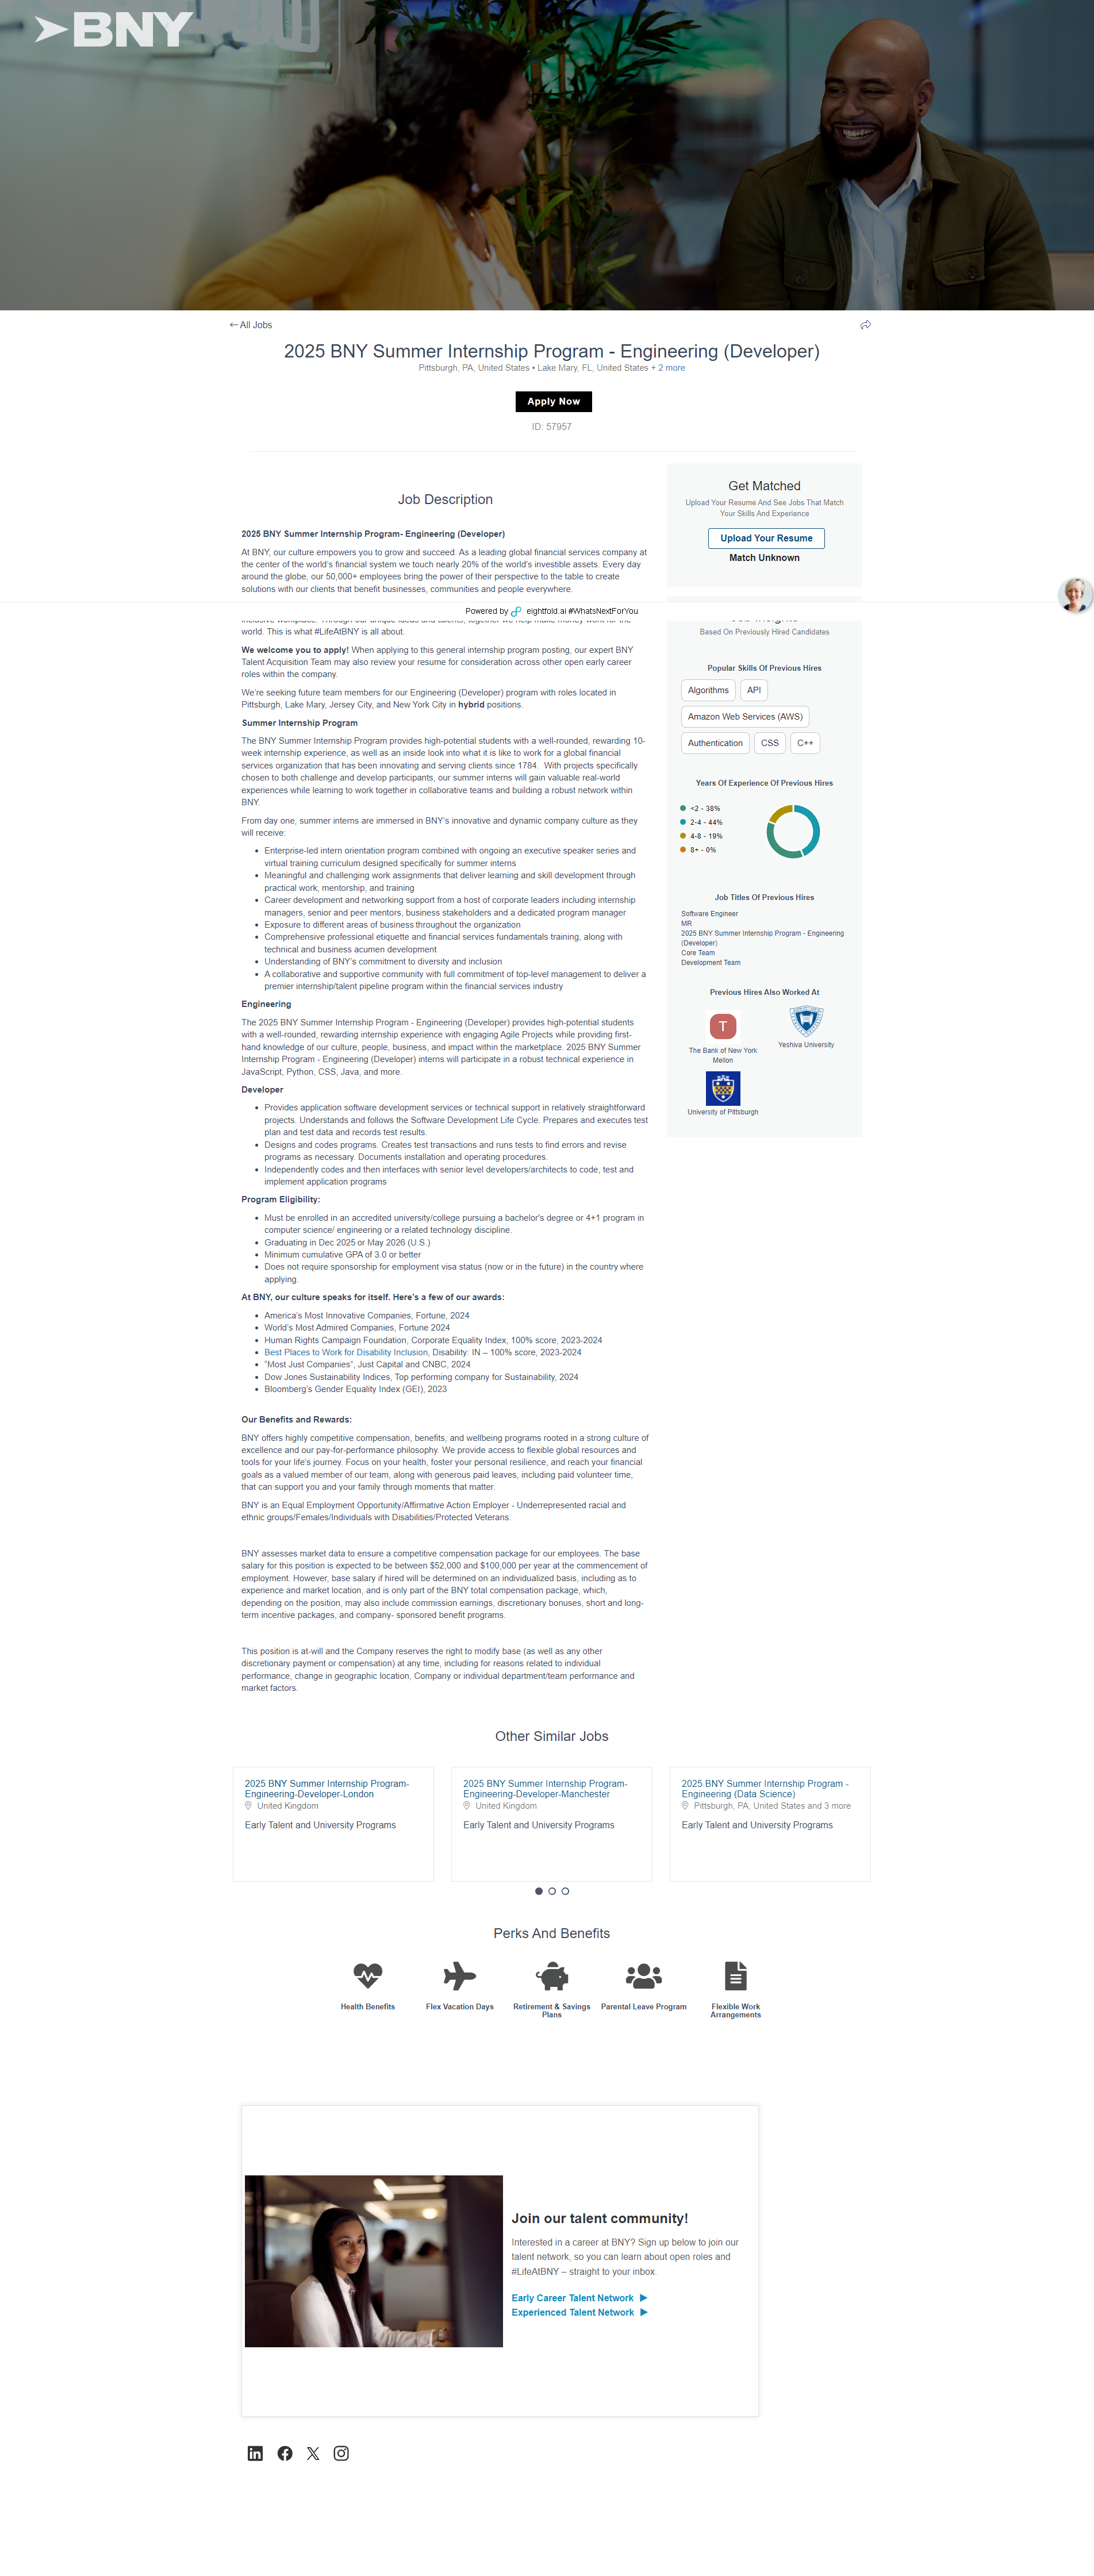 BNY
All Jobs
2025 BNY Summer Internship Program - Engineering (Developer)
Pittsburgh, PA, United States • Lake Mary, FL, United States + 2 more
Apply Now
ID: 57957
Job Description
2025 BNY Summer Internship Program- Engineering (Developer)
At BNY, our culture empowers you to grow and succeed. As a leading global financial services company at
the center of the world's financial system we touch nearly 20% of the world's investible assets. Every day
around the globe, our 50,000+ employees bring the power of their perspective to the table to create
solutions with our clients that benefit businesses, communities and people everywhere.
Powered by eightfold.ai #WhatsNextForYou
inclusive workplace. Through our unique ideas and talents, together we help make money work for the
world. This is what #LifeAtBNY is all about.
We welcome you to apply! When applying to this general internship program posting, our expert BNY
Talent Acquisition Team may also review your resume for consideration across other open early career
roles within the company.
We're seeking future team members for our Engineering (Developer) program with roles located in
Pittsburgh, Lake Mary, Jersey City, and New York City in hybrid positions.
Summer Internship Program
The BNY Summer Internship Program provides high-potential students with a well-rounded, rewarding 10-
week internship experience, as well as an inside look into what it is like to work for a global financial
services organization that has been innovating and serving clients since 1784.  With projects specifically
chosen to both challenge and develop participants, our summer interns will gain valuable real-world
experiences while learning to work together in collaborative teams and building a robust network within
BNY.
From day one, summer interns are immersed in BNY's innovative and dynamic company culture as they
will receive:
• Enterprise-led intern orientation program combined with ongoing an executive speaker series and
virtual training curriculum designed specifically for summer interns
• Meaningful and challenging work assignments that deliver learning and skill development through
practical work, mentorship, and training
• Career development and networking support from a host of corporate leaders including internship
managers, senior and peer mentors, business stakeholders and a dedicated program manager
• Exposure to different areas of business throughout the organization
• Comprehensive professional etiquette and financial services fundamentals training, along with
technical and business acumen development
• Understanding of BNY's commitment to diversity and inclusion
• A collaborative and supportive community with full commitment of top-level management to deliver a
premier internship/talent pipeline program within the financial services industry
Engineering
The 2025 BNY Summer Internship Program - Engineering (Developer) provides high-potential students
with a well-rounded, rewarding internship experience with engaging Agile Projects while providing first-
hand knowledge of our culture, people, business, and impact within the marketplace. 2025 BNY Summer
Internship Program - Engineering (Developer) interns will participate in a robust technical experience in
JavaScript, Python, CSS, Java, and more.
Developer
• Provides application software development services or technical support in relatively straightforward
projects. Understands and follows the Software Development Life Cycle. Prepares and executes test
plan and test data and records test results.
• Designs and codes programs. Creates test transactions and runs tests to find errors and revise
programs as necessary. Documents installation and operating procedures.
• Independently codes and then interfaces with senior level developers/architects to code, test and
implement application programs
Program Eligibility:
• Must be enrolled in an accredited university/college pursuing a bachelor's degree or 4+1 program in
computer science/ engineering or a related technology discipline.
• Graduating in Dec 2025 or May 2026 (U.S.)
• Minimum cumulative GPA of 3.0 or better
• Does not require sponsorship for employment visa status (now or in the future) in the country where
applying.
At BNY, our culture speaks for itself. Here's a few of our awards:
• America's Most Innovative Companies, Fortune, 2024
• World's Most Admired Companies, Fortune 2024
• Human Rights Campaign Foundation, Corporate Equality Index, 100% score, 2023-2024
• Best Places to Work for Disability Inclusion, Disability: IN – 100% score, 2023-2024
• "Most Just Companies", Just Capital and CNBC, 2024
• Dow Jones Sustainability Indices, Top performing company for Sustainability, 2024
• Bloomberg's Gender Equality Index (GEI), 2023
Our Benefits and Rewards:
BNY offers highly competitive compensation, benefits, and wellbeing programs rooted in a strong culture of
excellence and our pay-for-performance philosophy. We provide access to flexible global resources and
tools for your life's journey. Focus on your health, foster your personal resilience, and reach your financial
goals as a valued member of our team, along with generous paid leaves, including paid volunteer time,
that can support you and your family through moments that matter.
BNY is an Equal Employment Opportunity/Affirmative Action Employer - Underrepresented racial and
ethnic groups/Females/Individuals with Disabilities/Protected Veterans.
BNY assesses market data to ensure a competitive compensation package for our employees. The base
salary for this position is expected to be between $52,000 and $100,000 per year at the commencement of
employment. However, base salary if hired will be determined on an individualized basis, including as to
experience and market location, and is only part of the BNY total compensation package, which,
depending on the position, may also include commission earnings, discretionary bonuses, short and long-
term incentive packages, and company- sponsored benefit programs.
This position is at-will and the Company reserves the right to modify base (as well as any other
discretionary payment or compensation) at any time, including for reasons related to individual
performance, change in geographic location, Company or individual department/team performance and
market factors.
Get Matched
Upload Your Resume And See Jobs That Match
Your Skills And Experience
Upload Your Resume
Match Unknown
Job Insights
Based On Previously Hired Candidates
Popular Skills Of Previous Hires
Algorithms API
Amazon Web Services (AWS)
Authentication CSS C++
Years Of Experience Of Previous Hires
<2 - 38%
2-4 - 44%
4-8 - 19%
8+ - 0%
Job Titles Of Previous Hires
Software Engineer
MR
2025 BNY Summer Internship Program - Engineering
(Developer)
Core Team
Development Team
Previous Hires Also Worked At
T
The Bank of New York
Mellon
Yeshiva University
University of Pittsburgh
Other Similar Jobs
2025 BNY Summer Internship Program-
Engineering-Developer-London
United Kingdom
Early Talent and University Programs
2025 BNY Summer Internship Program-
Engineering-Developer-Manchester
United Kingdom
Early Talent and University Programs
2025 BNY Summer Internship Program -
Engineering (Data Science)
Pittsburgh, PA, United States and 3 more
Early Talent and University Programs
Perks And Benefits
Health Benefits
Flex Vacation Days
Retirement & Savings
Plans
Parental Leave Program
Flexible Work
Arrangements
Join our talent community!
Interested in a career at BNY? Sign up below to join our
talent network, so you can learn about open roles and
#LifeAtBNY – straight to your inbox.
Early Career Talent Network
Experienced Talent Network